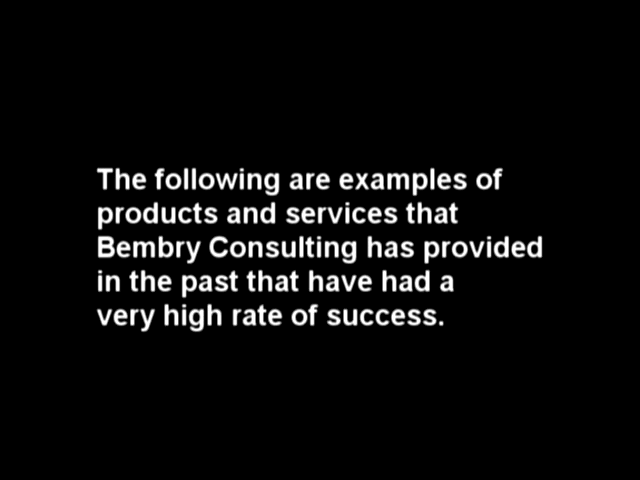 The following are examples of
products and services that
Bembry Consulting has provided
in the past that have had a
very high rate of success.